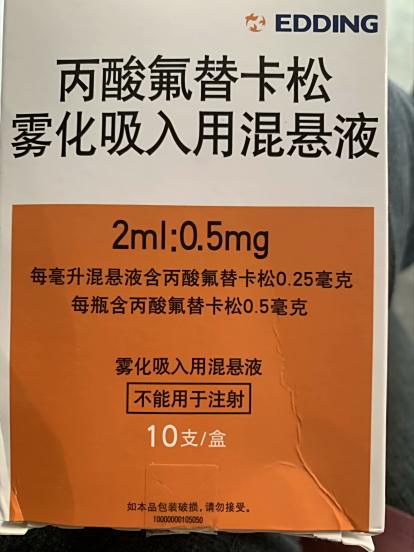 EDDING
丙酸氟替卡松
雾化吸入用混悬液
2ml:0.5mg
每毫升混悬液含丙酸氟替卡松0.25毫克
每瓶含丙酸氟替卡松0.5毫克
雾化吸入用混悬液
不能用于注射
10支/盒
如本品包装破损,请勿接受。
10000000105050